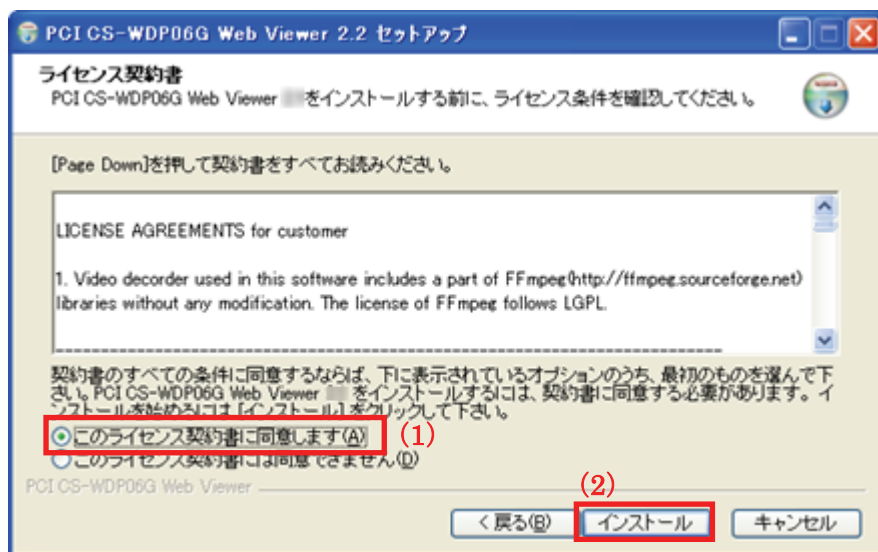 PCI CS-WDP06G Web Viewer 2.2 セットアップ
ライセンス契約書
PCI CS-WDP06G Web Viewer をインストールする前に、ライセンス条件を確認してください。
[Page Down]を押して契約書をすべてお読みください。
LICENSE AGREEMENTS for customer
1. Video decorder used in this software includes a part of FFmpeg(http://ffmpeg.sourceforge.net)
libraries without any modification. The license of FFmpeg follows LGPL.
契約書のすべての条件に同意するならば、下に表示されているオプションのうち、最初のものを選んで下
さい。PCI CS-WDP06G Web Viewer をインストールするには、契約書に同意する必要があります。イ
ンストールを始めるには [インストール] をクリックして下さい。
このライセンス契約書に同意します(A)
(1)
このライセンス契約書には同意できません(D)
PCI CS-WDP06G Web Viewer
(2)
< 戻る(B)
インストール
キャンセル